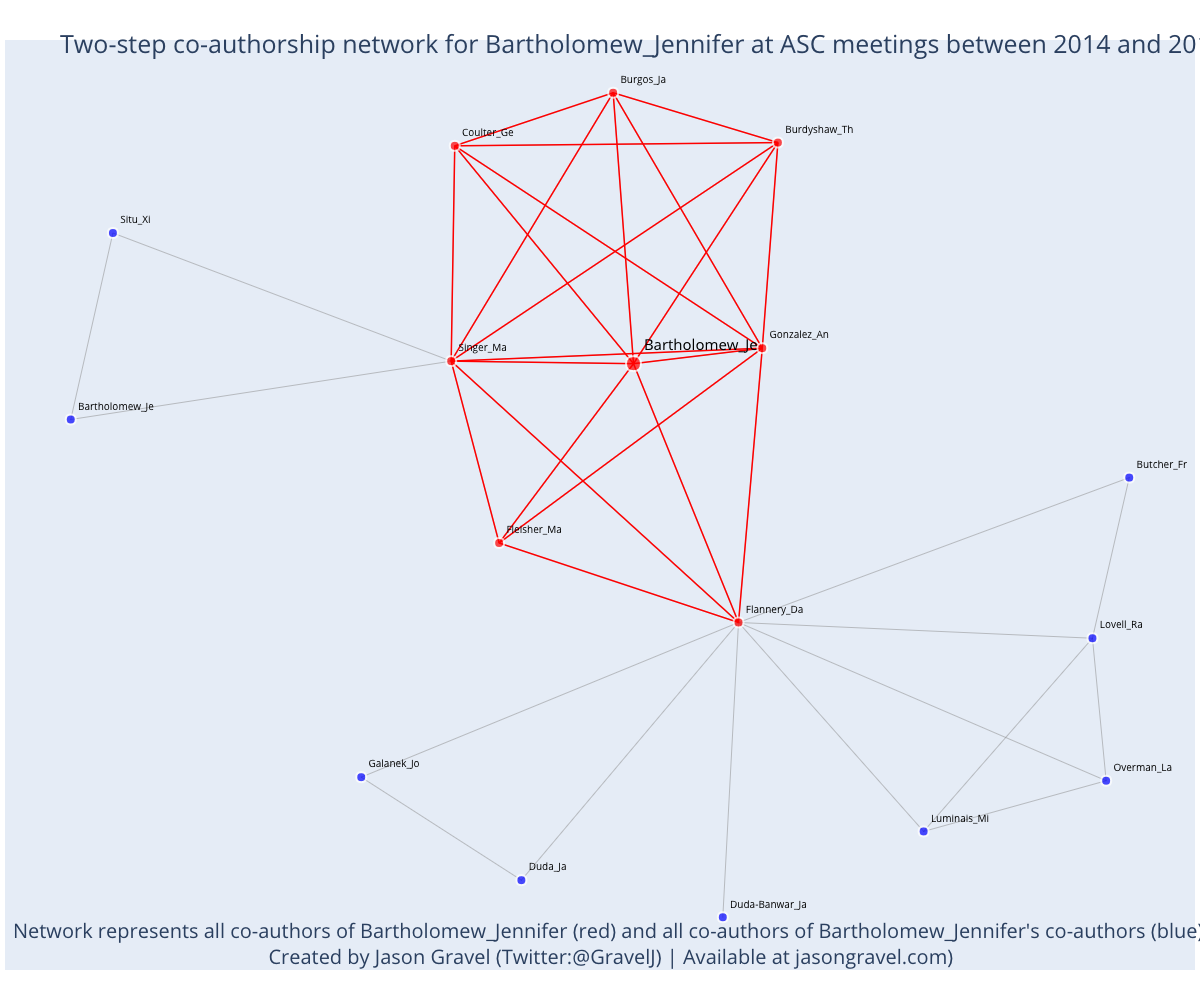 Two-step co-authorship network for Bartholomew_Jennifer at ASC meetings between 2014 and 20
Burgos_Ja
Coulter_Ge
Burdyshaw_Th
Situ_Xi
Gonzalez_An
Bartholomew_Je
Singer_Ma
Bartholomew_Je
Butcher_Fr
Fleisher_Ma
Flannery_Da
Lovell_Ra
Galanek_Jo
Overman_La
Luminais_Mi
Duda_Ja
Duda-Banwar_Ja
Network represents all co-authors of Bartholomew_Jennifer (red) and all co-authors of Bartholomew_Jennifer's co-authors (blue)
Created by Jason Gravel (Twitter:@GravelJ) | Available at jasongravel.com)